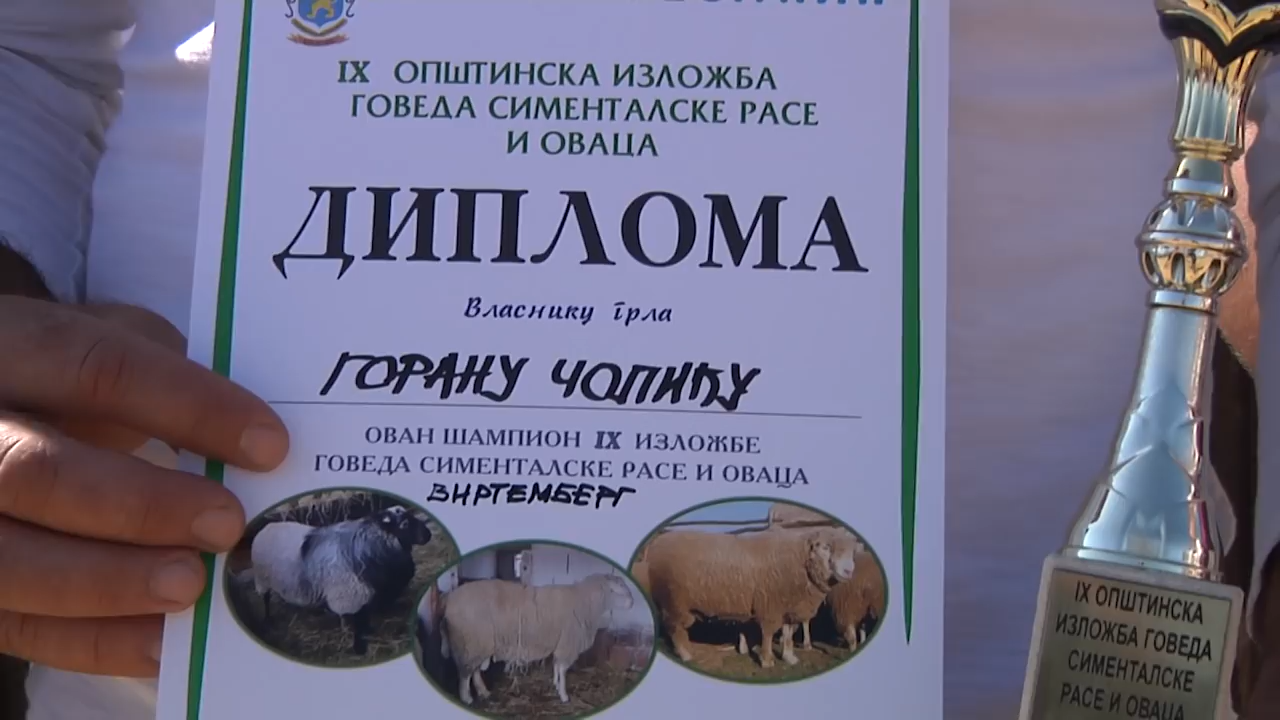 IX ОПШТИНСКА ИЗЛОЖБА
ГОВЕДА СИМЕНТАЛСКЕ РАСЕ
И ОВАЦА
ДИПЛОМА
Власнику грла
ГОРАНУ ЧОПИЋУ
ОВАН ШАМПИОН IX ИЗЛОЖБЕ
ГОВЕДА СИМЕНТАЛСКЕ РАСЕ И ОВАЦА
ВИРТЕМБЕРГ
IX ОПШТИНСКА
ИЗЛОЖБА ГОВЕДА
СИМЕНТАЛСКЕ
РАСЕ И ОВАЦА